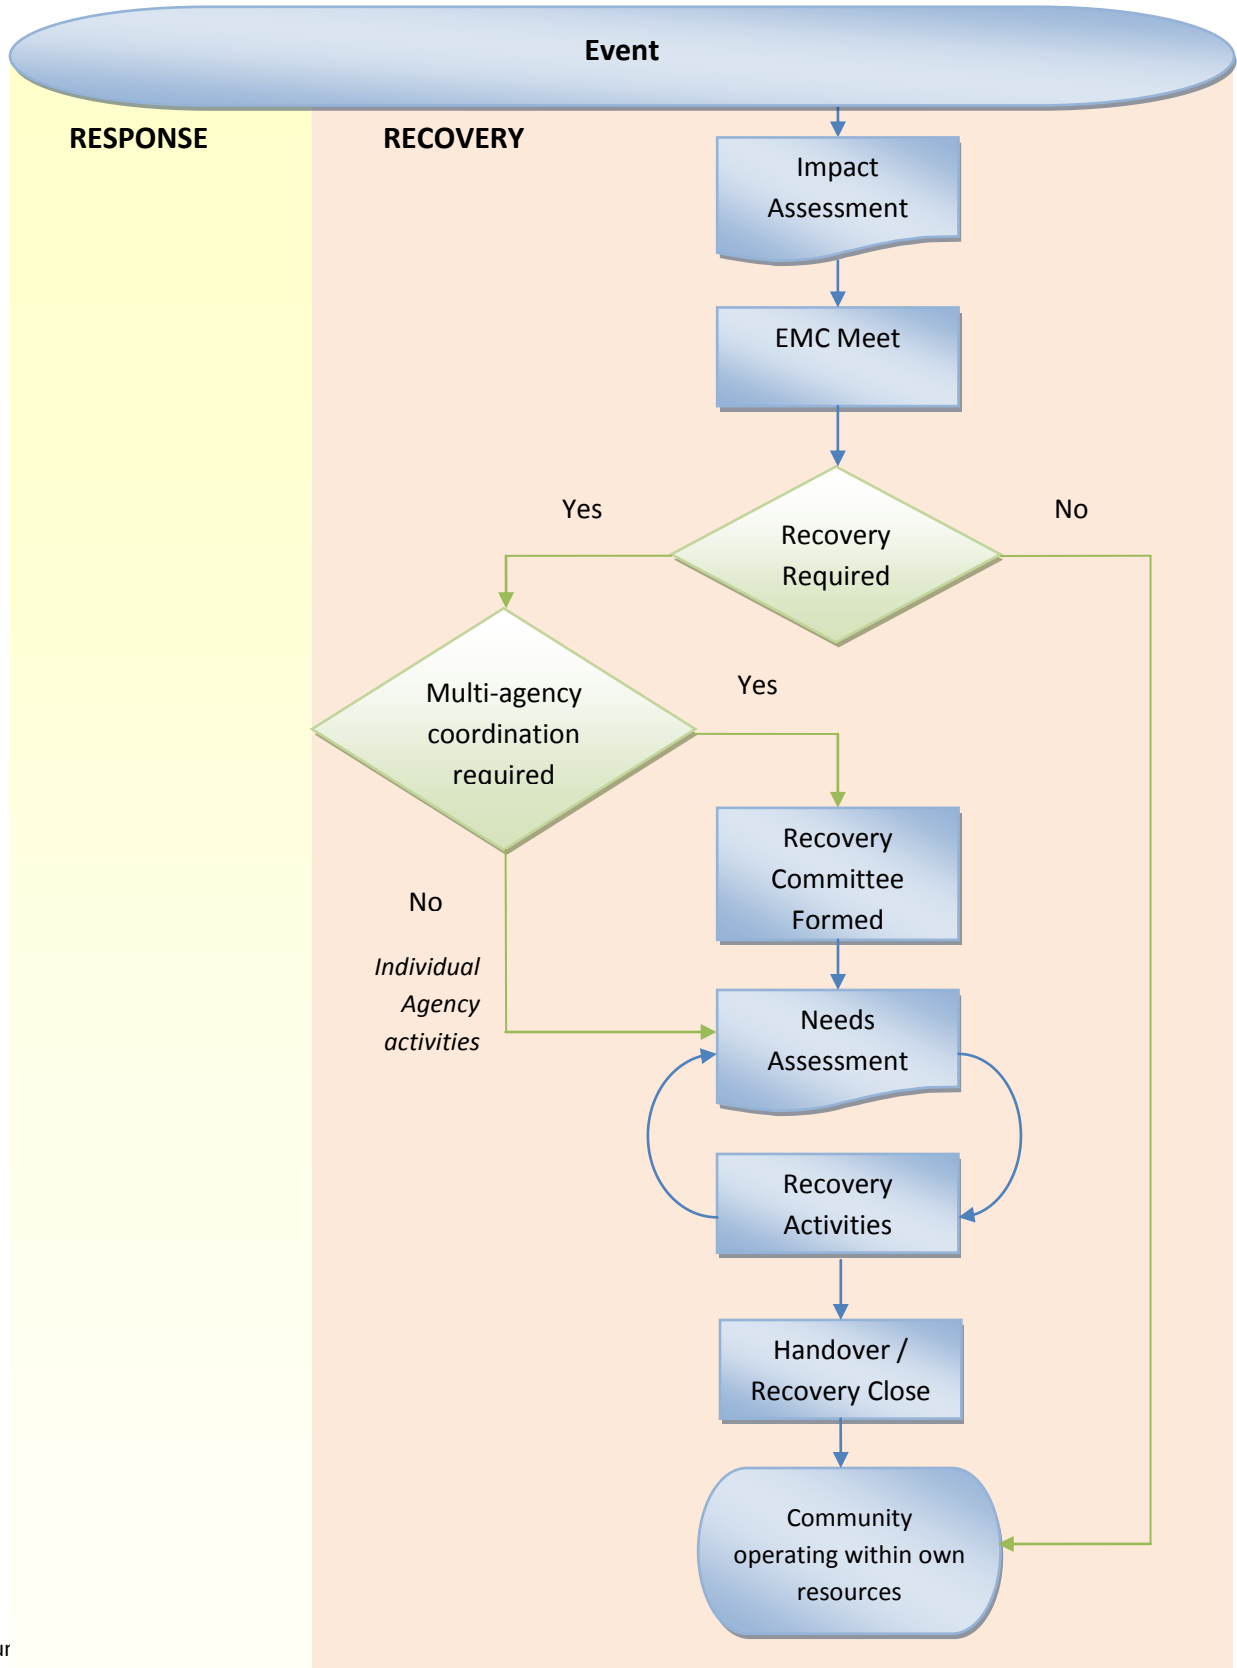 Event
RESPONSE
RECOVERY
Impact
Assessment
EMC Meet
Yes
No
Recovery
Required
Multi-agency
coordination
required
Yes
Recovery
Committee
Formed
No
Individual
Agency
activities
Needs
Assessment
Recovery
Activities
Handover /
Recovery Close
Community
operating within own
resources